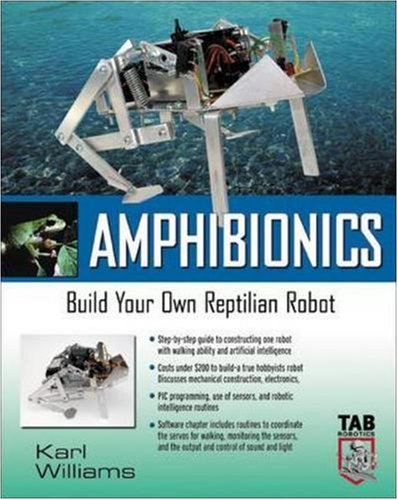 AMPHIBIONICS
Build Your Own Reptilian Robot
• Step-by-step guide to constructing one robot
with walking ability and artificial intelligence
• Costs under $200 to build-a true hobbyists robot
Discusses mechanical construction, electronics,
• PIC programming, use of sensors, and robotic
intelligence routines
• Software chapter includes routines to coordinate
the servos for walking, monitoring the sensors,
and the output and control of sound and light
Karl
Williams
TAB
ROBOTICS